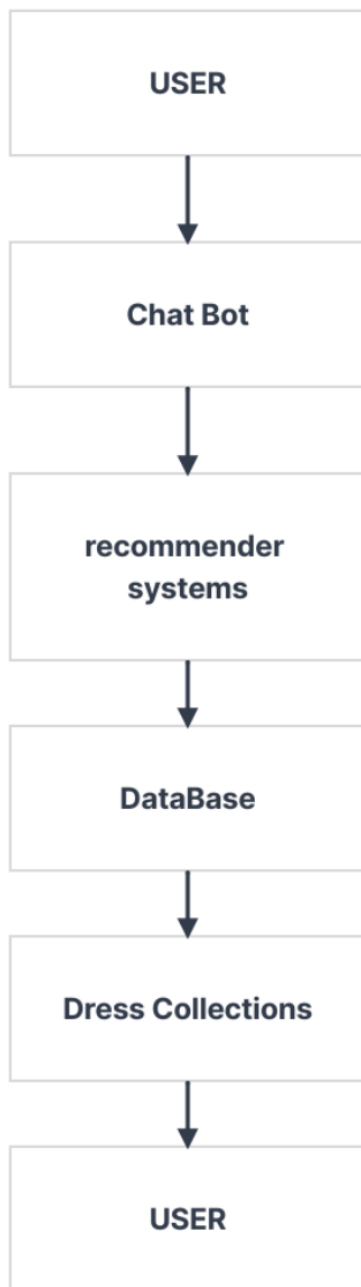 USER
Chat Bot
recommender
systems
DataBase
Dress Collections
USER